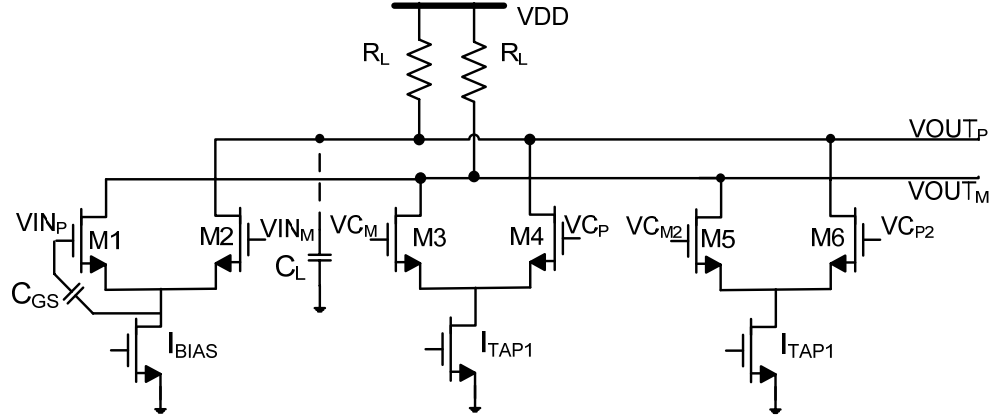 VDD
RL
RL
VOUTP
VOUTM
VINP
M1
M2
VINM
VCM
M3
M4
VCP
VCM2
M5
M6
VCP2
CL
CGS
IBIAS
ITAP1
ITAP1